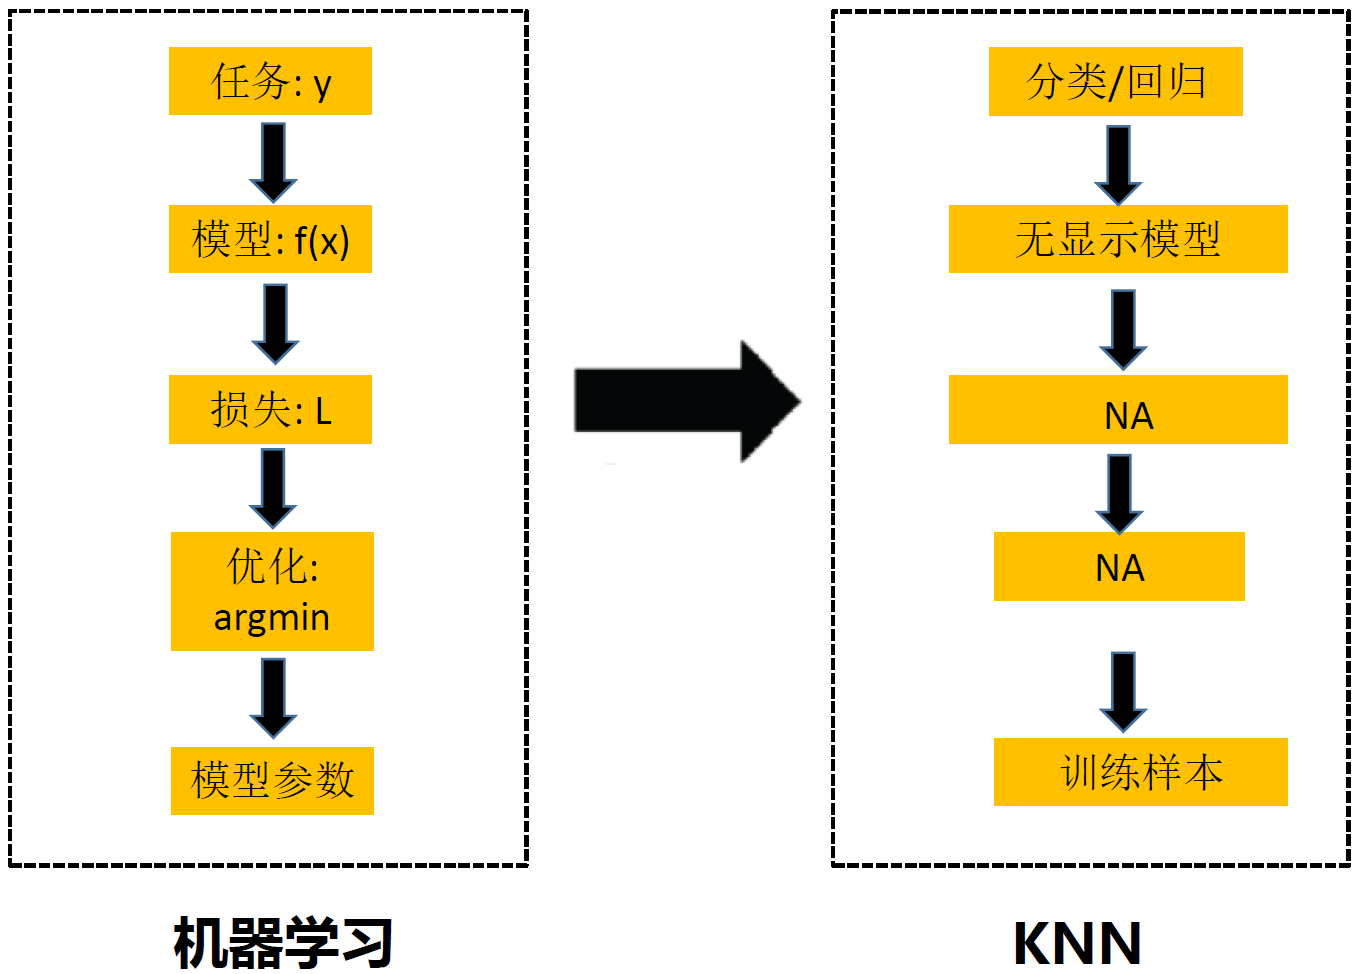 任务: y
模型: f(x)
损失: L
优化:
argmin
模型参数
机器学习
分类/回归
无显示模型
NA
NA
训练样本
KNN